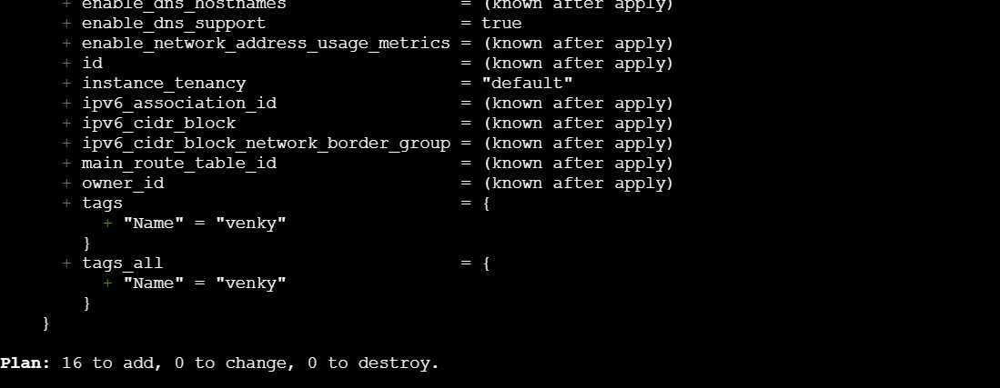 + enable_dns_hostnames = (known after apply)
+ enable_dns_support = true
+ enable_network_address_usage_metrics = (known after apply)
+ id = (known after apply)
+ instance_tenancy = "default"
+ ipv6_association_id = (known after apply)
+ ipv6_cidr_block = (known after apply)
+ ipv6_cidr_block_network_border_group = (known after apply)
+ main_route_table_id = (known after apply)
+ owner_id = (known after apply)
+ tags = {
+ "Name" = "venky"
}
+ tags_all = {
+ "Name" = "venky"
}
}
Plan: 16 to add, 0 to change, 0 to destroy.